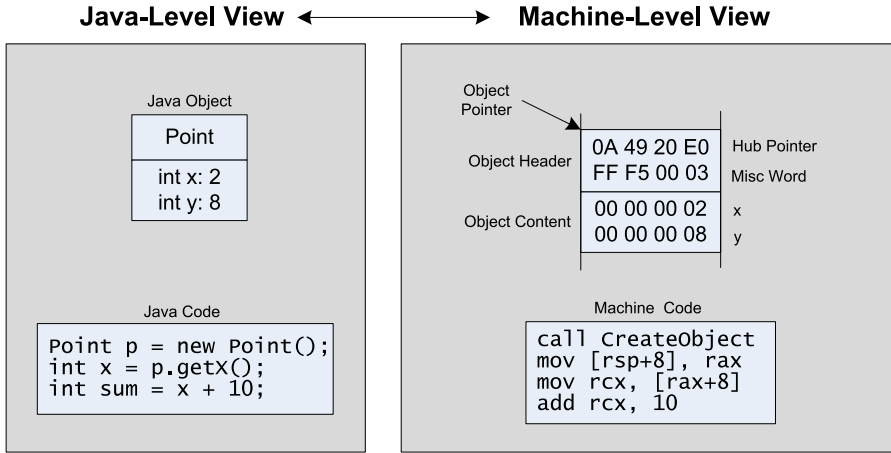 Java-Level View
Machine-Level View
Java Object
Point
int x: 2
int y: 8
Java Code
Point p = new Point();
int x = p.getX();
int sum = x + 10;
Object
Pointer
Object Header
0A 49 20 E0
Hub Pointer
FF F5 00 03
Misc Word
Object Content
00 00 00 02
x
00 00 00 08
y
Machine Code
call CreateObject
mov [rsp+8], rax
mov rcx, [rax+8]
add rcx, 10